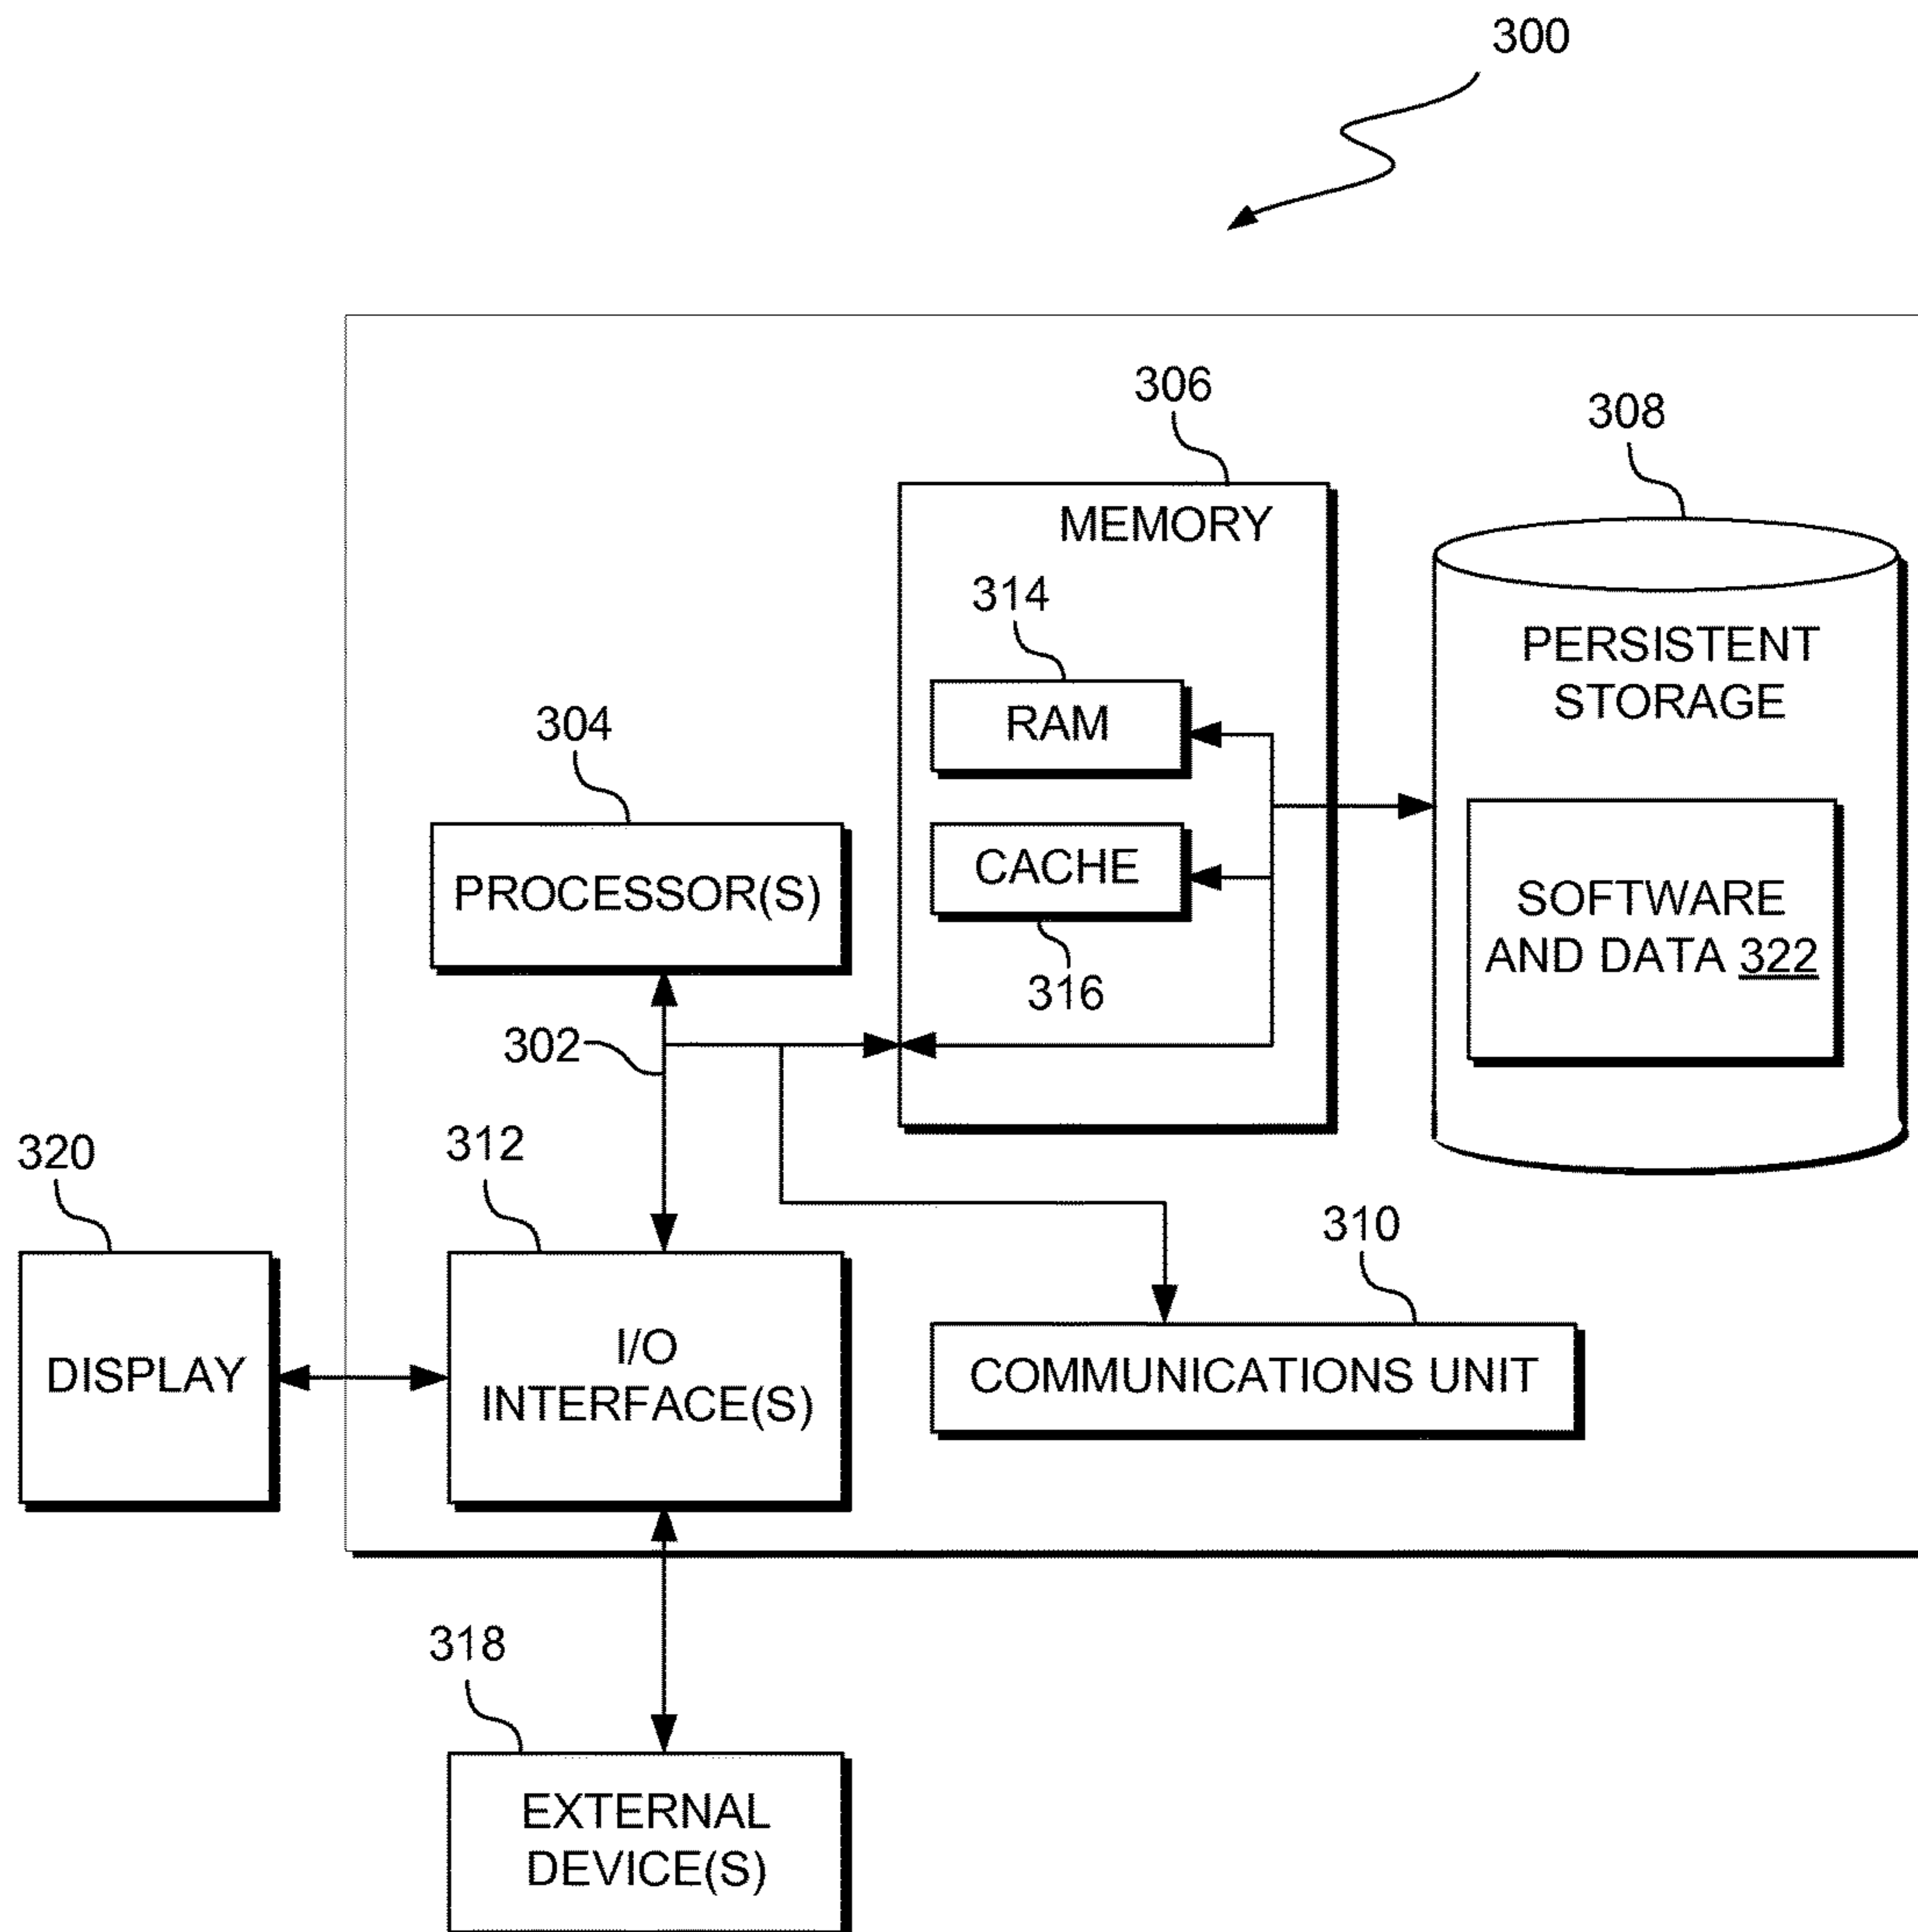 300
306
308
MEMORY
314
PERSISTENT
STORAGE
RAM
304
CACHE
PROCESSOR(S)
SOFTWARE
AND DATA 322
316
302
312
320
310
I/O
INTERFACE(S)
DISPLAY
COMMUNICATIONS UNIT
318
EXTERNAL
DEVICE(S)